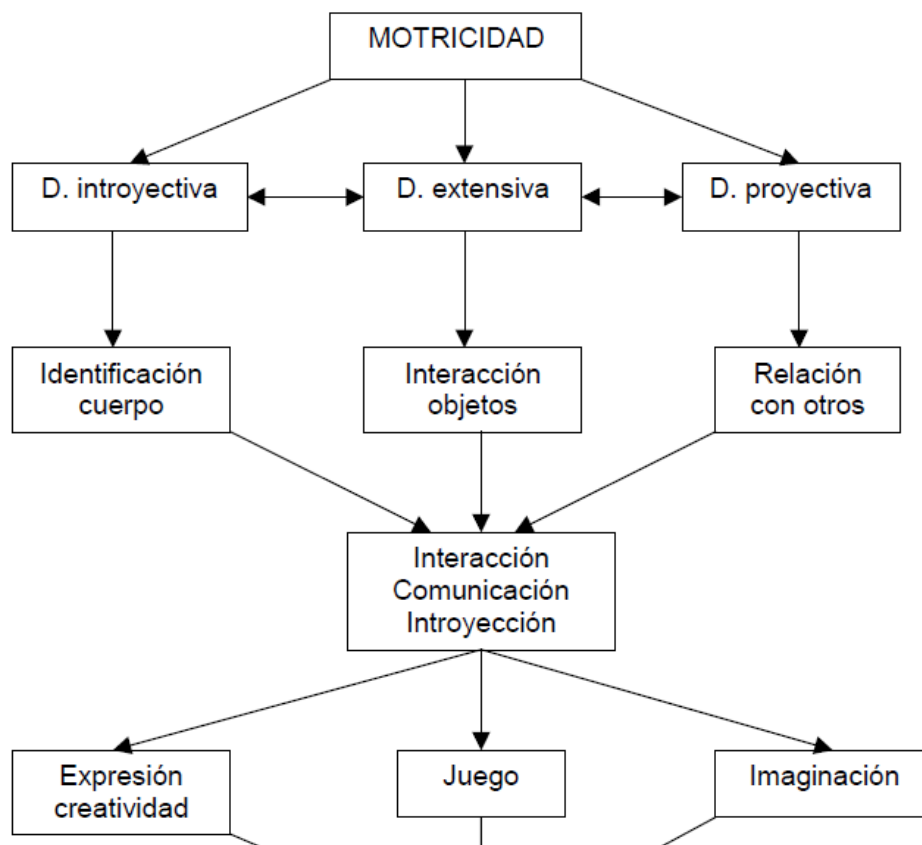 MOTRICIDAD
D. introyectiva
D. extensiva
D. proyectiva
Identificación
cuerpo
Interacción
objetos
Relación
con otros
Interacción
Comunicación
Introyección
Expresión
creatividad
Juego
Imaginación